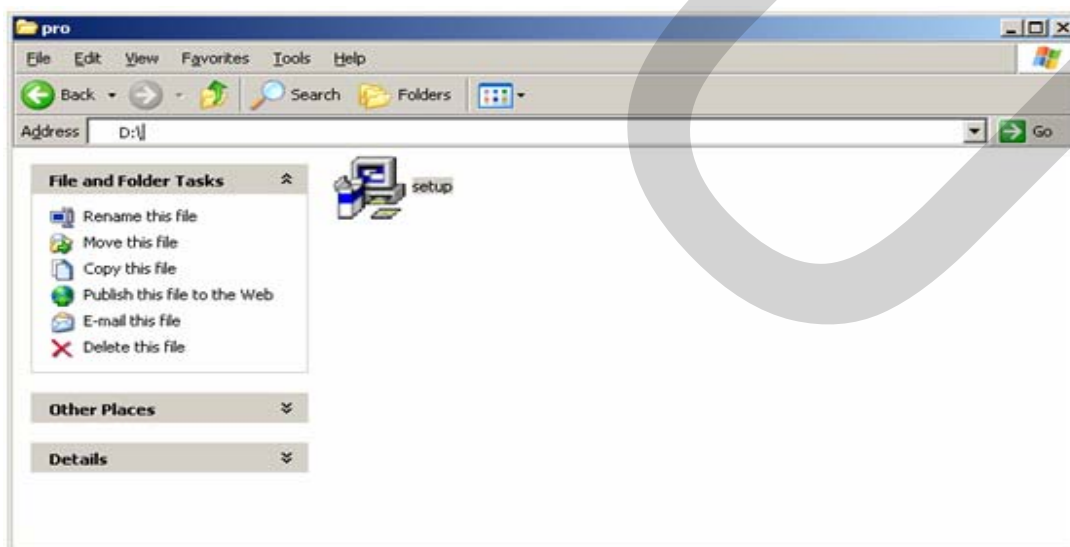 pro
File Edit View Favorites Tools Help
Back Search Folders
Address D:\ Go
File and Folder Tasks
setup
Rename this file
Move this file
Copy this file
Publish this file to the Web
E-mail this file
Delete this file
Other Places
Details